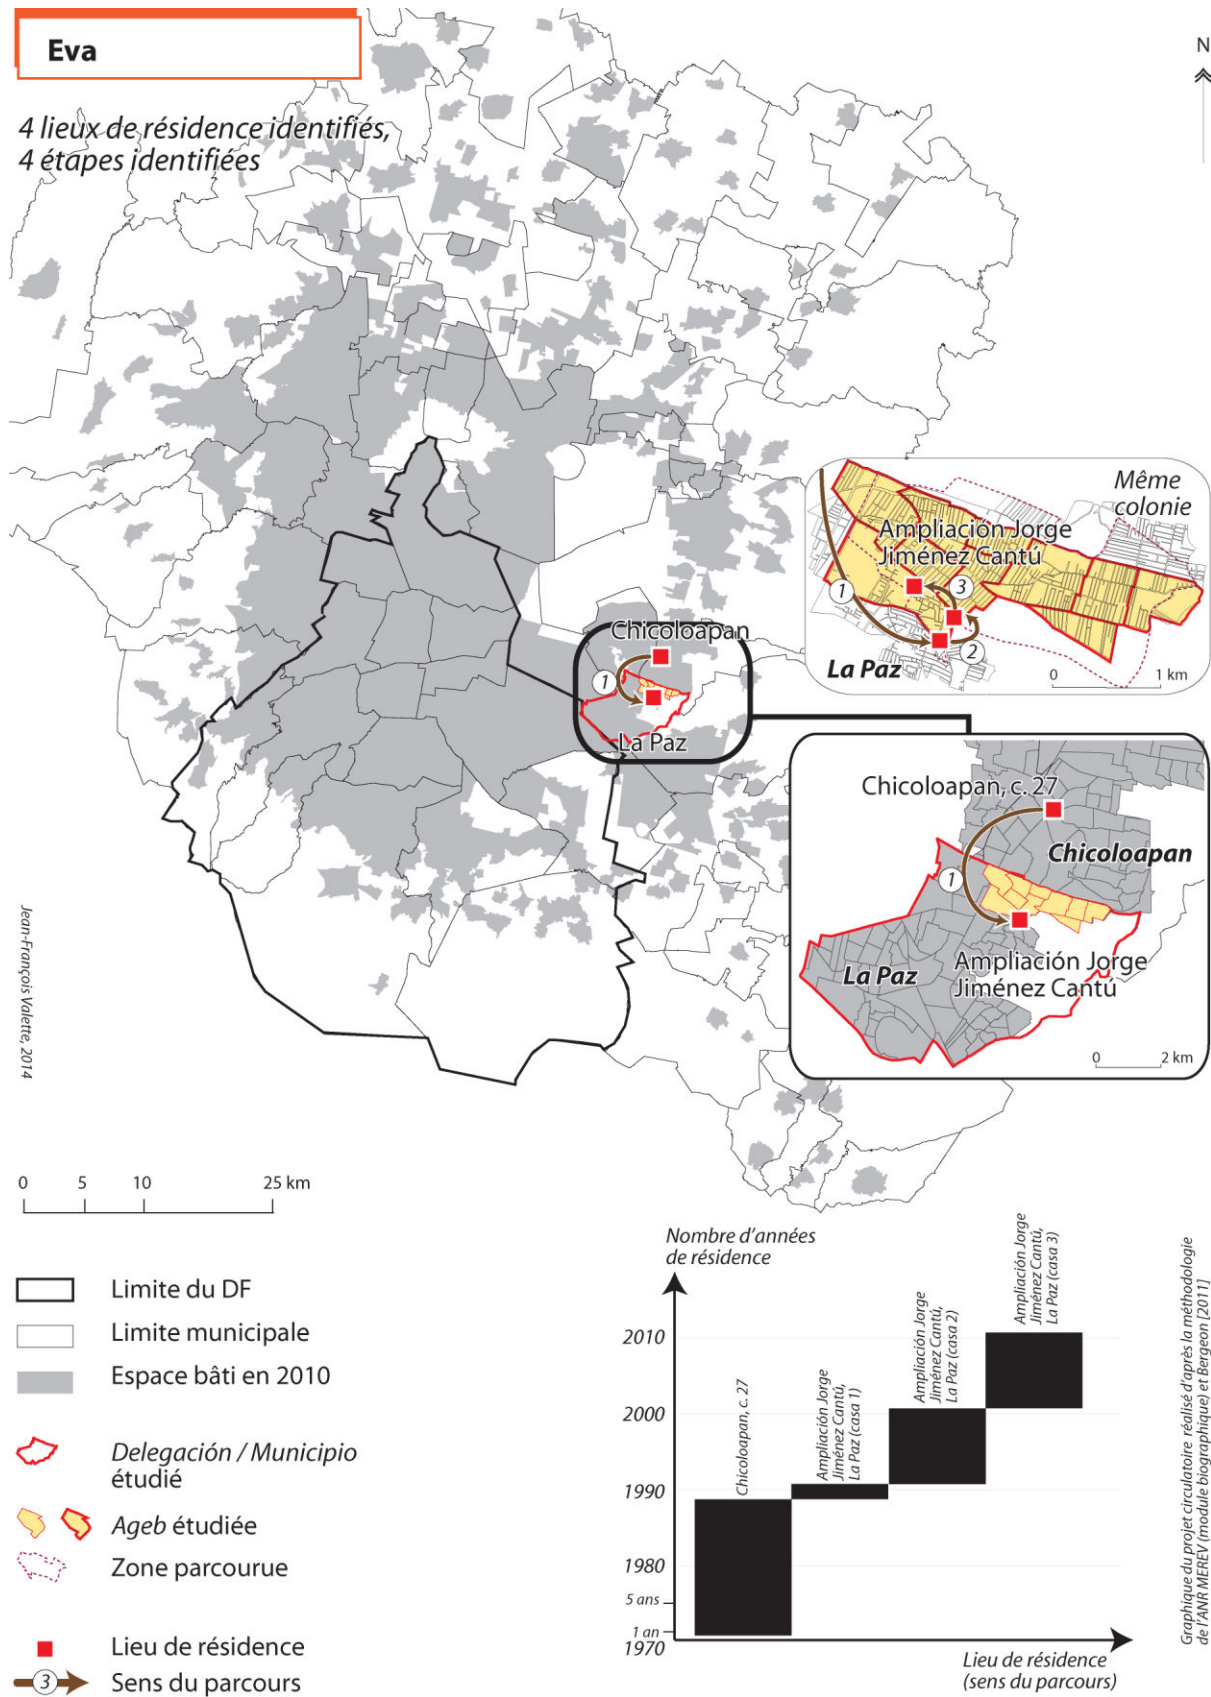 Eva
4 lieux de résidence identifiés,
4 étapes identifiées
N
Même
colonie
Ampliación Jorge
Jiménez Cantú
1
3
2
La Paz
0 1 km
Chicoloapan
1
La Paz
Chicoloapan, c. 27
Chicoloapan
1
La Paz
Ampliación Jorge
Jiménez Cantú
0 2 km
Jean-François Valette, 2014
0 5 10 25 km
Limite du DF
Limite municipale
Espace bâti en 2010
Delegación / Municipio
étudié
Ageb étudiée
Zone parcourue
Lieu de résidence
3 Sens du parcours
Nombre d'années
de résidence
2010
2000
1990
1980
5 ans
1 an
1970
Chicoloapan, c. 27
Ampliación Jorge
Jiménez Cantú,
La Paz (casa 1)
Ampliación Jorge
Jiménez Cantú,
La Paz (casa 2)
Ampliación Jorge
Jiménez Cantú,
La Paz (casa 3)
Lieu de résidence
(sens du parcours)
Graphique du projet circulatoire réalisé d'après la méthodologie
de l'ANR MEREV (module biographique) et Bergeon [2011]